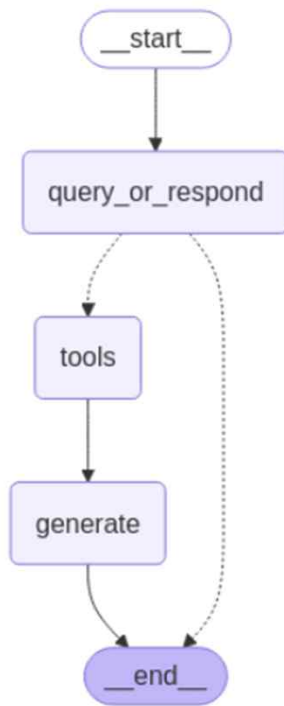 __start__
query_or_respond
tools
generate
__end__